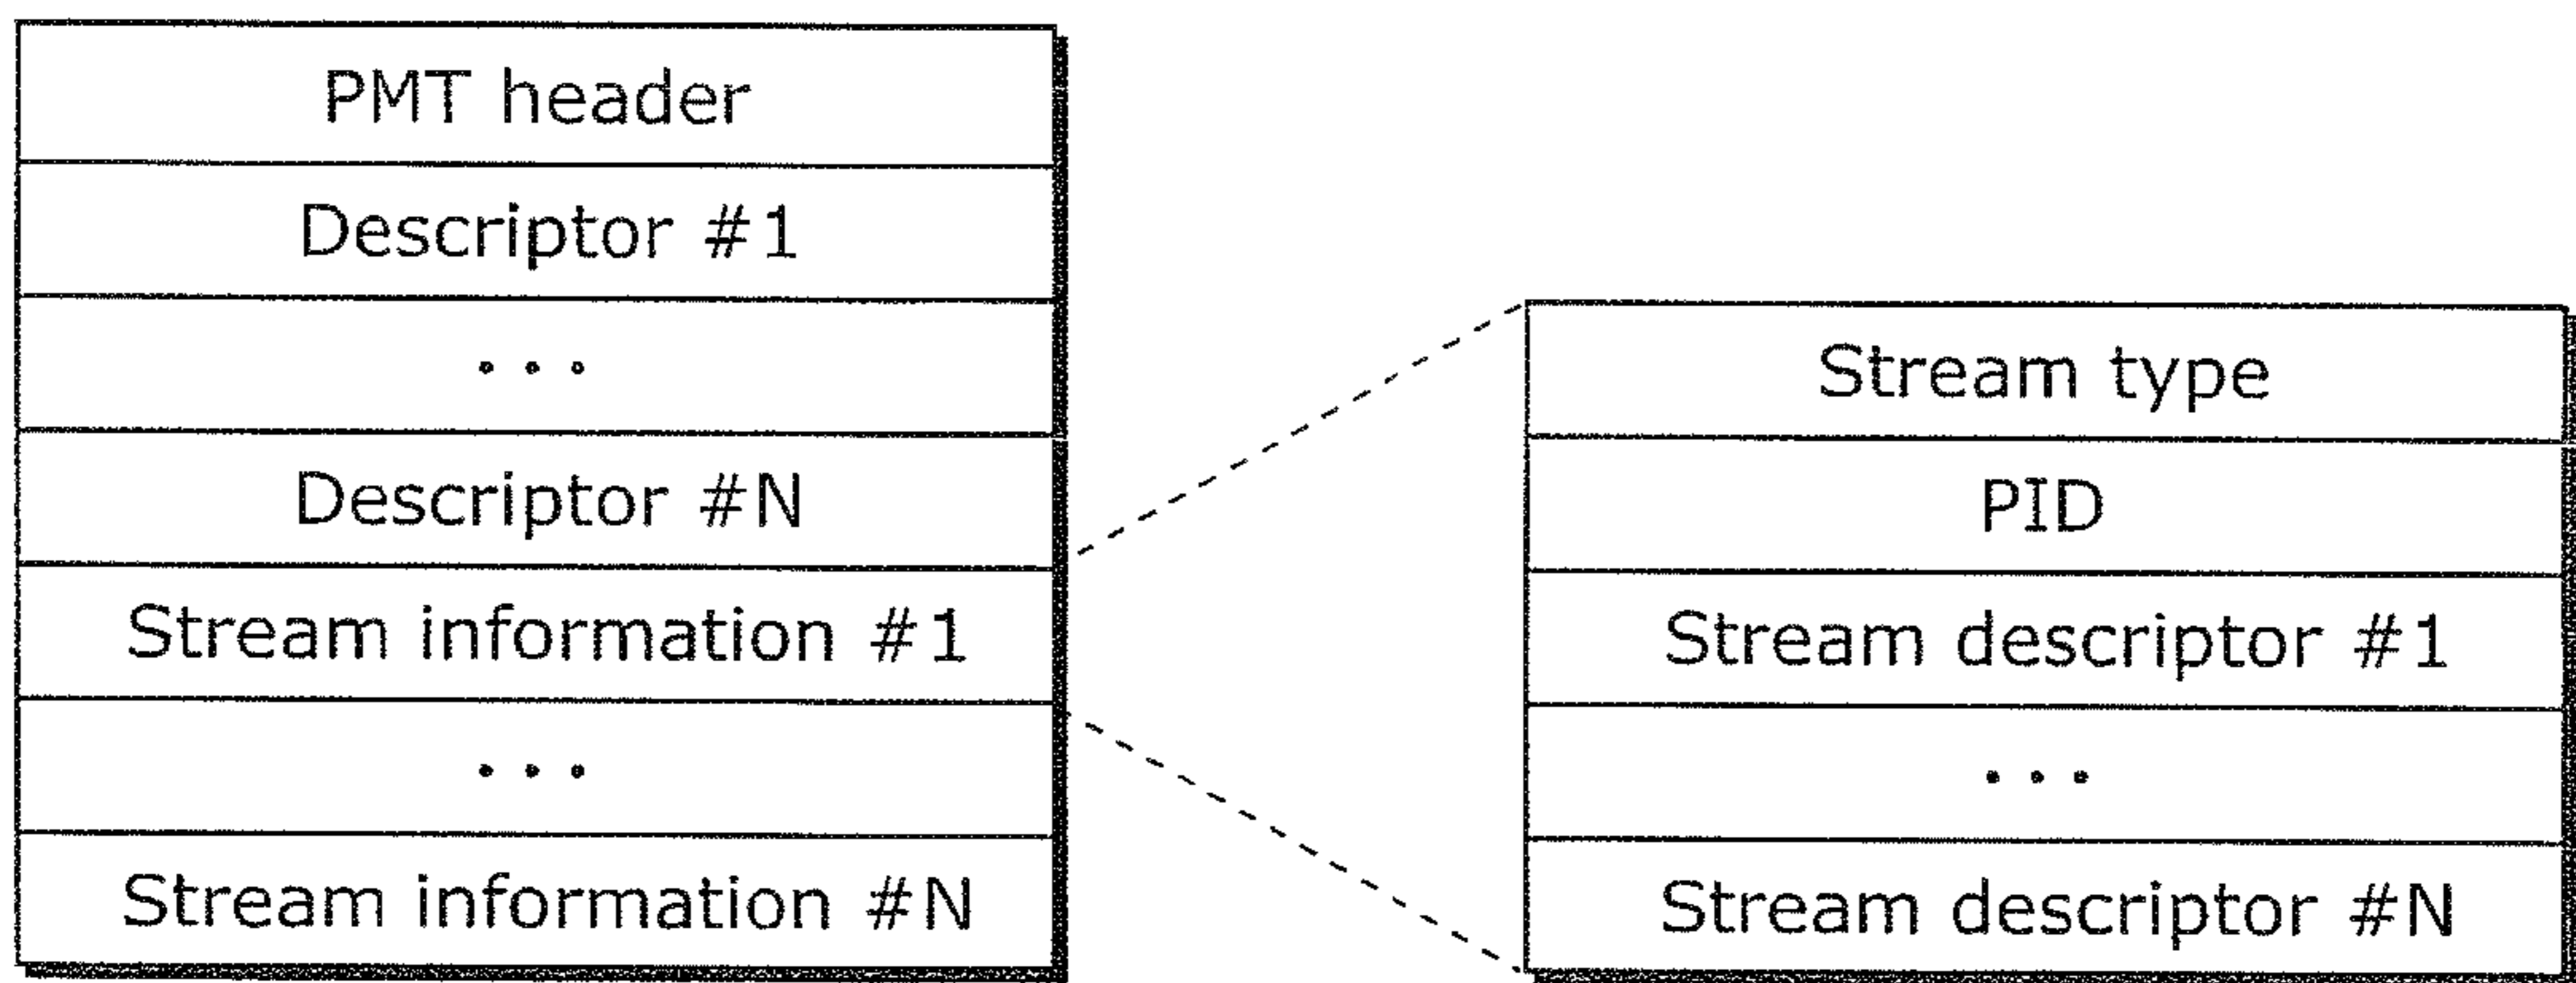 PMT header
Descriptor #1
...
Descriptor #N
Stream information #1
...
Stream information #N
Stream type
PID
Stream descriptor #1
...
Stream descriptor #N